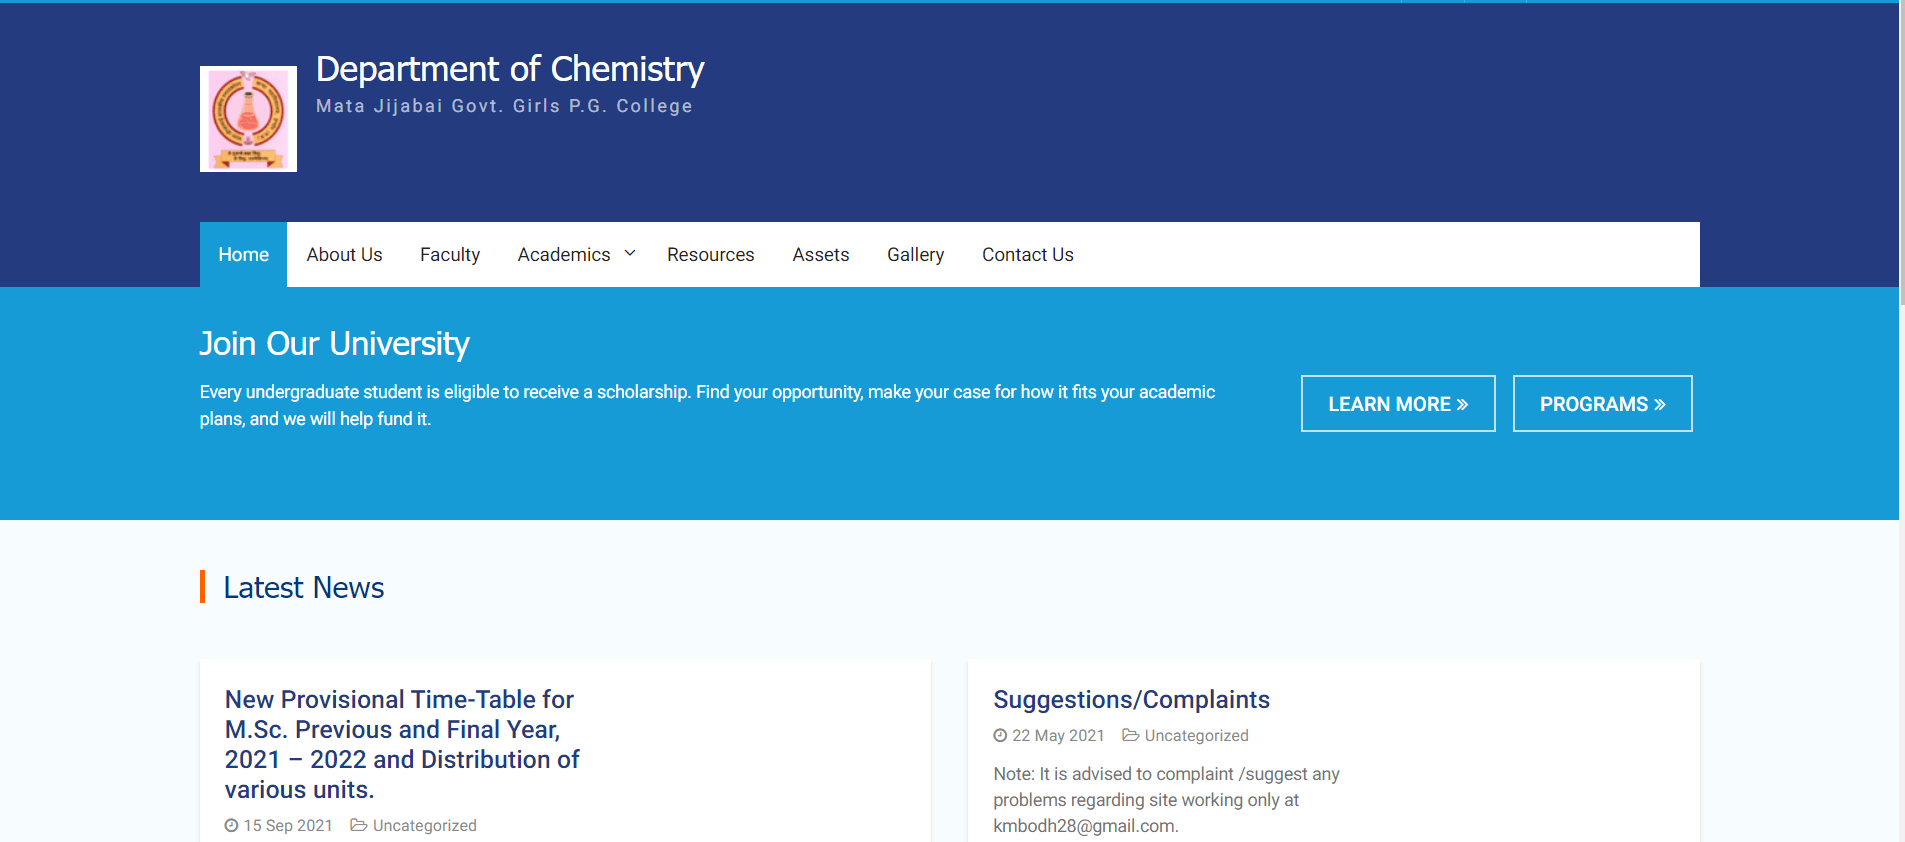 Department of Chemistry
Mata Jijabai Govt. Girls P.G. College
Home About Us Faculty Academics Resources Assets Gallery Contact Us
Join Our University
Every undergraduate student is eligible to receive a scholarship. Find your opportunity, make your case for how it fits your academic
plans, and we will help fund it.
LEARN MORE » PROGRAMS »
Latest News
New Provisional Time-Table for
M.Sc. Previous and Final Year,
2021 – 2022 and Distribution of
various units.
15 Sep 2021 Uncategorized
Suggestions/Complaints
22 May 2021 Uncategorized
Note: It is advised to complaint /suggest any
problems regarding site working only at
kmbodh28@gmail.com.